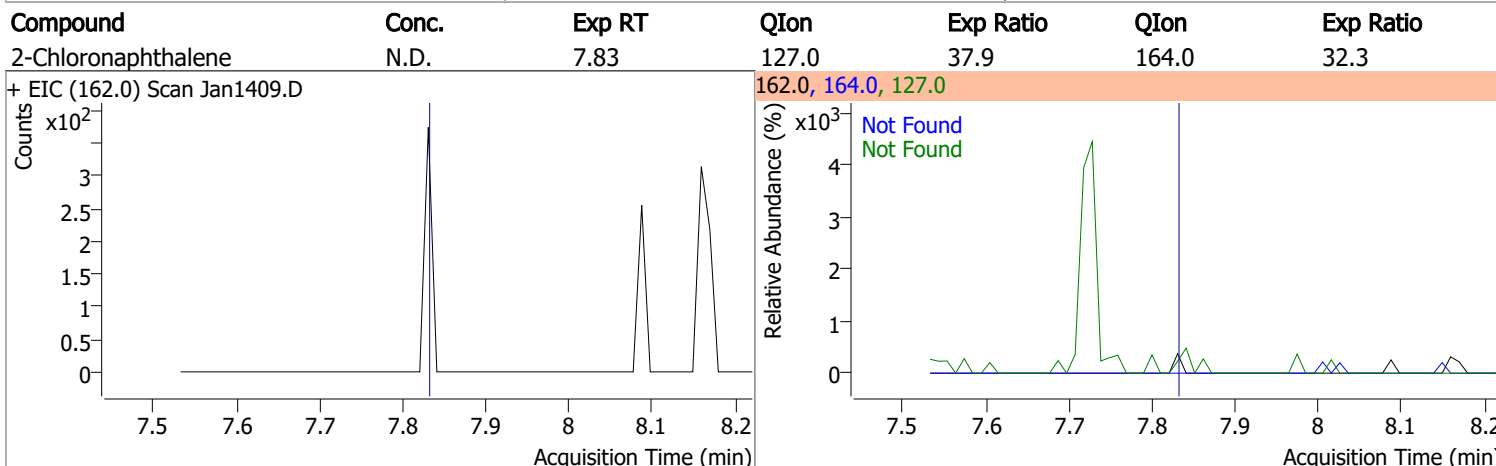 Compound Conc. Exp RT QIon Exp Ratio QIon Exp Ratio
2-Chloronaphthalene N.D. 7.83 127.0 37.9 164.0 32.3
+ EIC (162.0) Scan Jan1409.D
Counts
x10²
3
2.5
2
1.5
1
0.5
0
7.5 7.6 7.7 7.8 7.9 8 8.1 8.2
Acquisition Time (min)
162.0, 164.0, 127.0
Relative Abundance (%)
x10³
Not Found
Not Found
4
3
2
1
0
7.5 7.6 7.7 7.8 7.9 8 8.1 8.2
Acquisition Time (min)